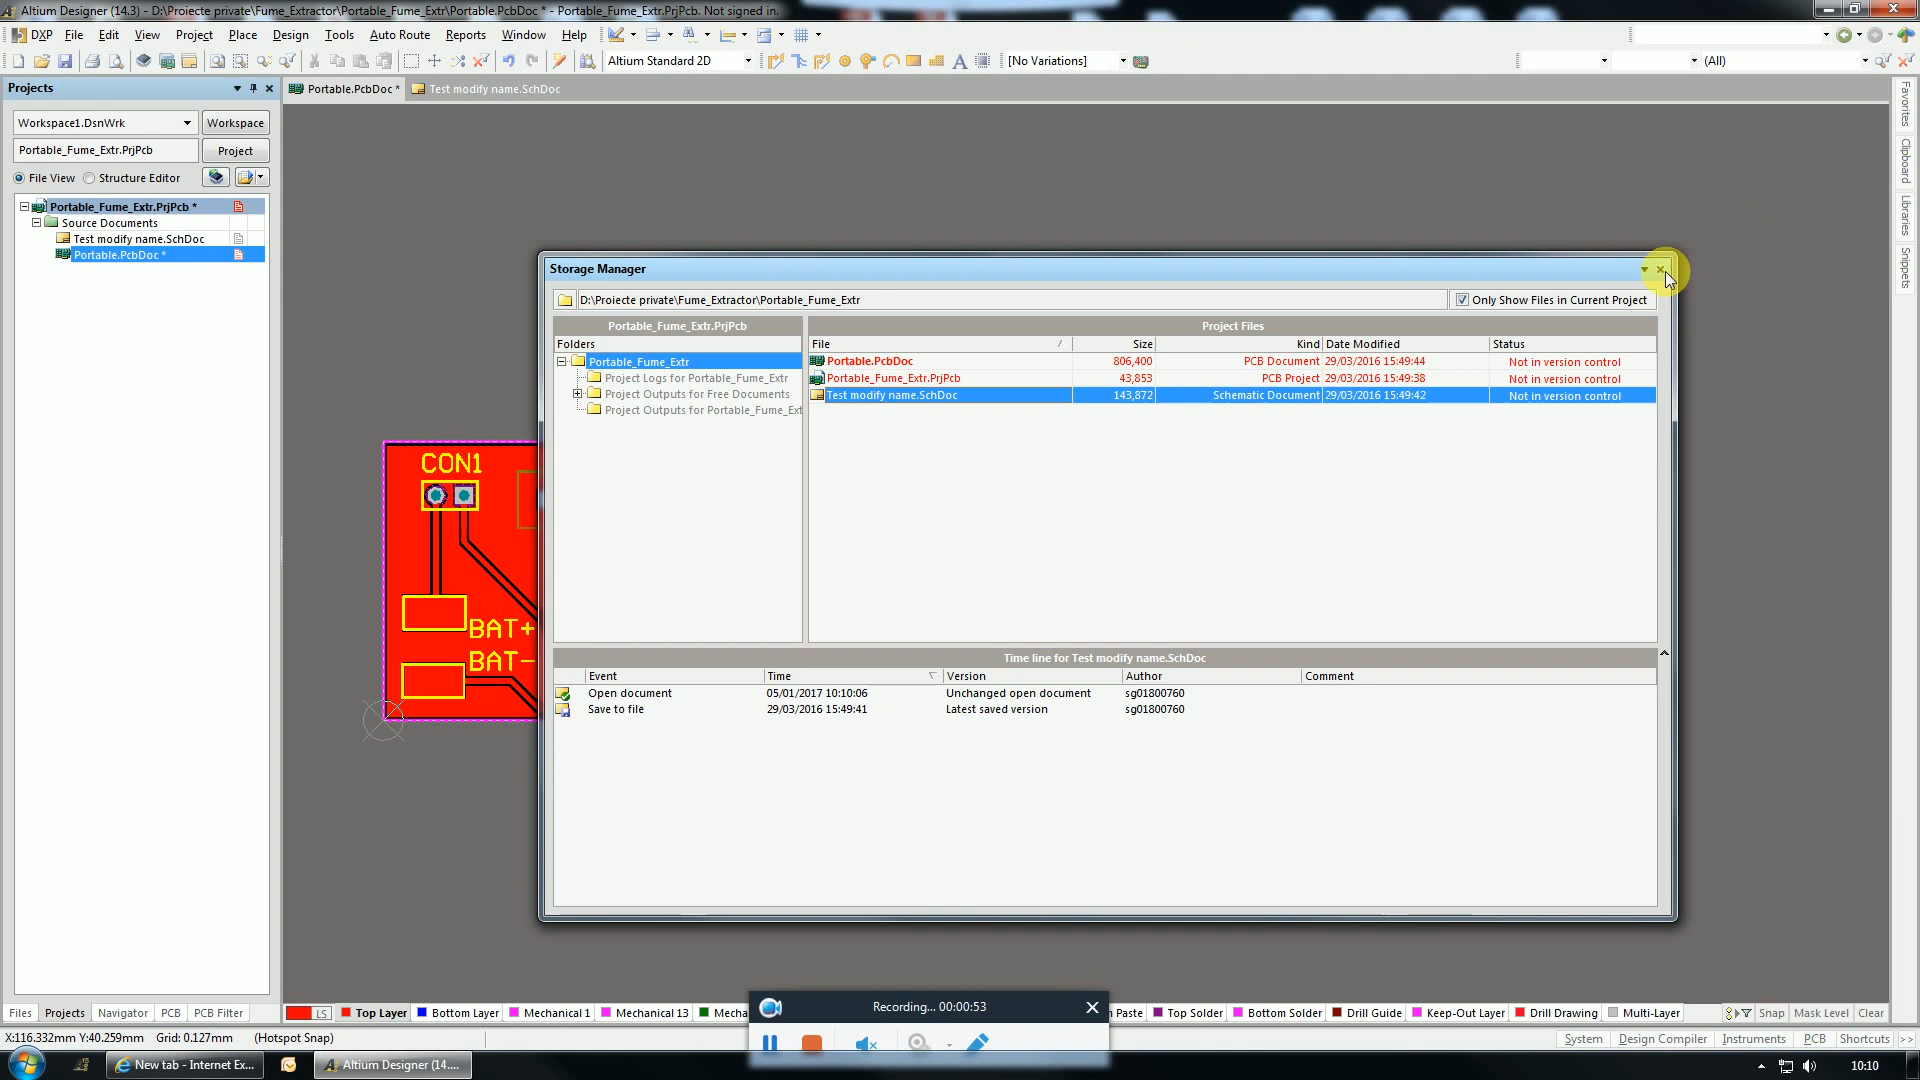 Altium Designer (14.3) - D:\Proiecte private\Fume_Extractor\Portable_Fume_Extr\Portable.PcbDoc * - Portable_Fume_Extr.PrjPcb. Not signed in.
DXP File Edit View Project Place Design Tools Auto Route Reports Window Help
Altium Standard 2D [No Variations] (All)
Projects
Portable.PcbDoc * Test modify name.SchDoc
Workspace1.DsnWrk Workspace
Portable_Fume_Extr.PrjPcb Project
File View Structure Editor
Portable_Fume_Extr.PrjPcb *
Source Documents
Test modify name.SchDoc
Portable.PcbDoc *
Favorites
Clipboard
Libraries
Snippets
Storage Manager
D:\Proiecte private\Fume_Extractor\Portable_Fume_Extr Only Show Files in Current Project
Portable_Fume_Extr.PrjPcb
Folders
Portable_Fume_Extr
Project Logs for Portable_Fume_Extr
Project Outputs for Free Documents
Project Outputs for Portable_Fume_Ext
Project Files
File Size Kind Date Modified Status
Portable.PcbDoc 806,400 PCB Document 29/03/2016 15:49:44 Not in version control
Portable_Fume_Extr.PrjPcb 43,853 PCB Project 29/03/2016 15:49:38 Not in version control
Test modify name.SchDoc 143,872 Schematic Document 29/03/2016 15:49:42 Not in version control
Time line for Test modify name.SchDoc
Event Time Version Author Comment
Open document 05/01/2017 10:10:06 Unchanged open document sg01800760
Save to file 29/03/2016 15:49:41 Latest saved version sg01800760
CON1
BAT+
BAT-
Files Projects Navigator PCB PCB Filter
LS Top Layer Bottom Layer Mechanical 1 Mechanical 13 Mecha
Recording... 00:00:53
m Paste Top Solder Bottom Solder Drill Guide Keep-Out Layer Drill Drawing Multi-Layer Snap Mask Level Clear
X:116.332mm Y:40.259mm Grid: 0.127mm (Hotspot Snap)
System Design Compiler Instruments PCB Shortcuts >>
New tab - Internet Ex... Altium Designer (14.... 10:10